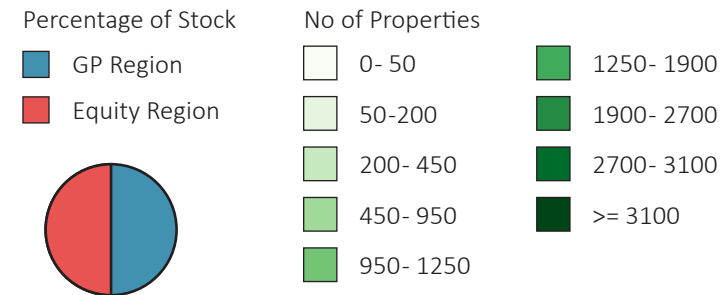 Percentage of Stock
GP Region
Equity Region
No of Properties
0- 50
50-200
200- 450
450- 950
950- 1250
1250- 1900
1900- 2700
2700- 3100
>= 3100